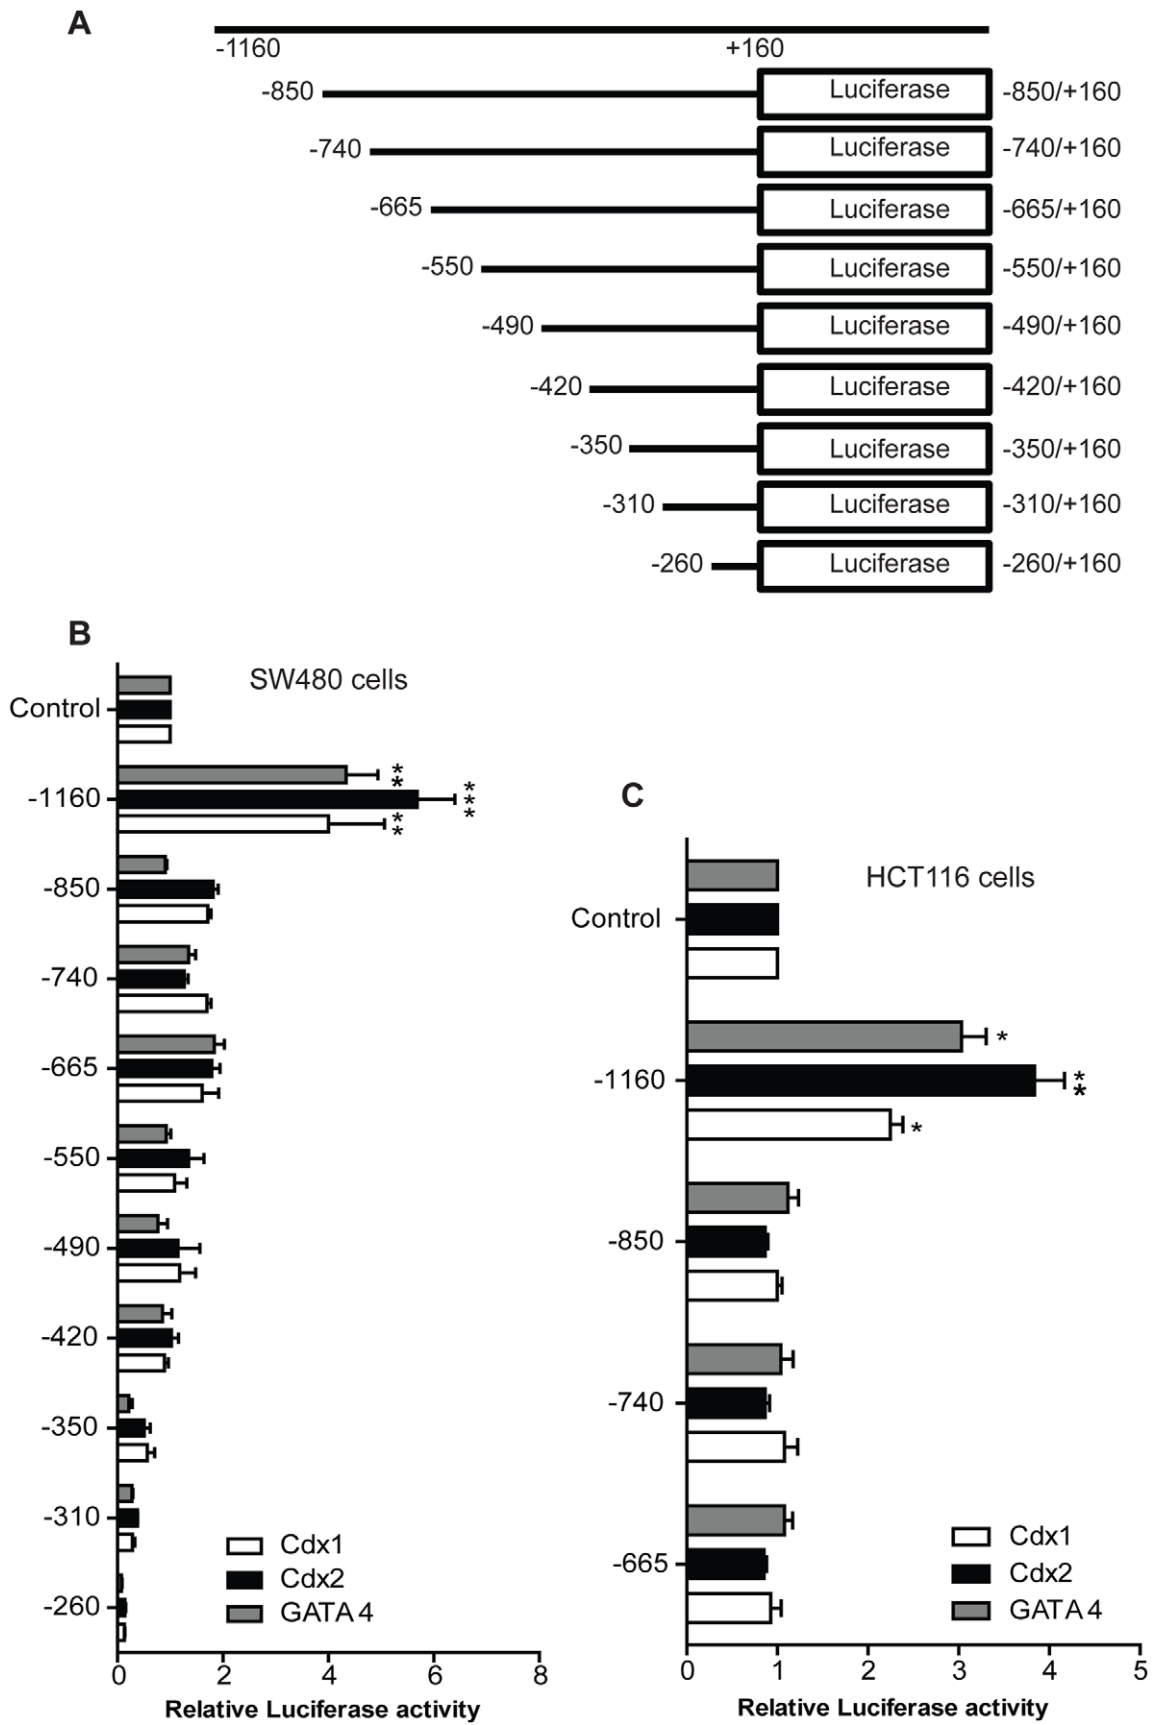 A
-1160 +160
-850 Luciferase -850/+160
-740 Luciferase -740/+160
-665 Luciferase -665/+160
-550 Luciferase -550/+160
-490 Luciferase -490/+160
-420 Luciferase -420/+160
-350 Luciferase -350/+160
-310 Luciferase -310/+160
-260 Luciferase -260/+160
B
SW480 cells
Control
-1160
**
***
**
-850
-740
-665
-550
-490
-420
-350
-310
-260
Cdx1
Cdx2
GATA 4
0 2 4 6 8
Relative Luciferase activity
C
HCT116 cells
Control
-1160
*
**
*
-850
-740
-665
Cdx1
Cdx2
GATA 4
0 1 2 3 4 5
Relative Luciferase activity